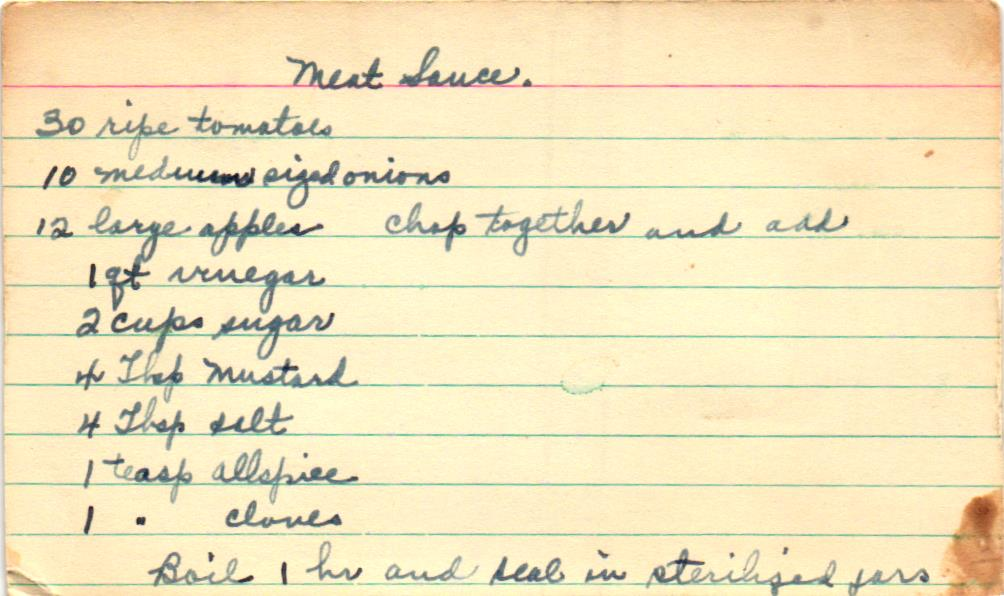 Meat Sauce.
30 ripe tomatoes
10 medium sized onions
12 large apples   chop together and add
1 qt vinegar
2 cups sugar
4 Tbsp Mustard
4 Tbsp salt
1 teasp allspice
1 " cloves
Boil 1 hr and seal in sterilized jars